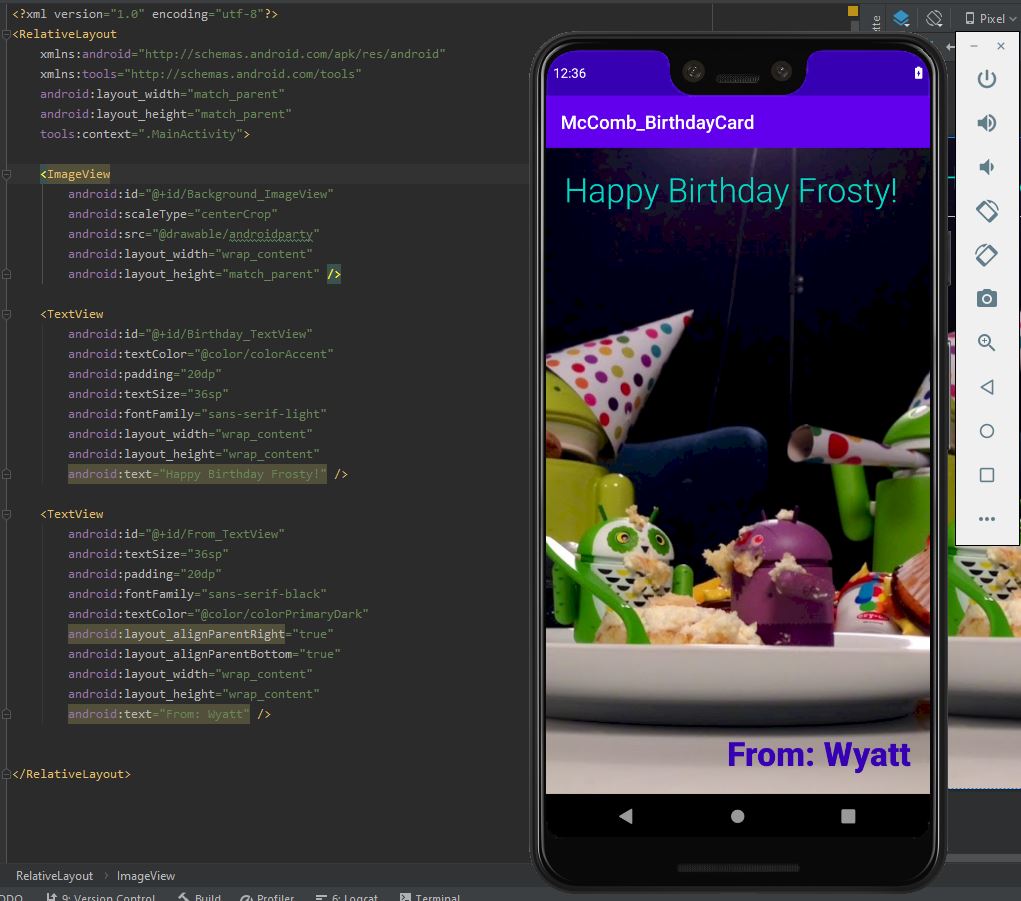 <?xml version="1.0" encoding="utf-8"?>
<RelativeLayout
xmlns:android="http://schemas.android.com/apk/res/android"
xmlns:tools="http://schemas.android.com/tools"
android:layout_width="match_parent"
android:layout_height="match_parent"
tools:context=".MainActivity">
<ImageView
android:id="@+id/Background_ImageView"
android:scaleType="centerCrop"
android:src="@drawable/androidparty"
android:layout_width="wrap_content"
android:layout_height="match_parent" />
<TextView
android:id="@+id/Birthday_TextView"
android:textColor="@color/colorAccent"
android:padding="20dp"
android:textSize="36sp"
android:fontFamily="sans-serif-light"
android:layout_width="wrap_content"
android:layout_height="wrap_content"
android:text="Happy Birthday Frosty!" />
<TextView
android:id="@+id/From_TextView"
android:textSize="36sp"
android:padding="20dp"
android:fontFamily="sans-serif-black"
android:textColor="@color/colorPrimaryDark"
android:layout_alignParentRight="true"
android:layout_alignParentBottom="true"
android:layout_width="wrap_content"
android:layout_height="wrap_content"
android:text="From: Wyatt" />
</RelativeLayout>
RelativeLayout > ImageView
9: Version Control Build Profiler 6: Logcat Terminal
Pixel
12:36
McComb_BirthdayCard
Happy Birthday Frosty!
From: Wyatt